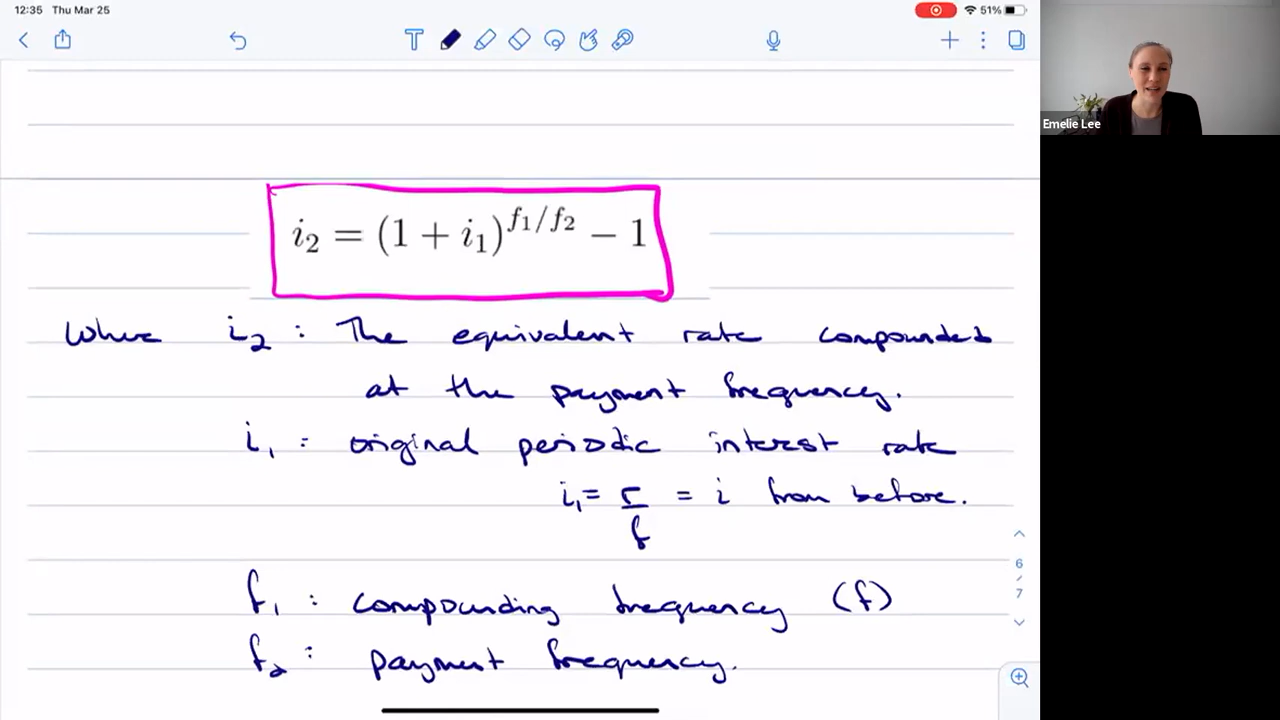 12:35 Thu Mar 25
51%
Emelie Lee
i₂ = (1 + i₁)^{f₁/f₂} − 1
Where i₂ : The equivalent rate compounded
at the payment frequency.
i₁ : original periodic interest rate
i₁ = r/f = i from before.
f₁ : compounding frequency (f)
f₂ : payment frequency.
6
7